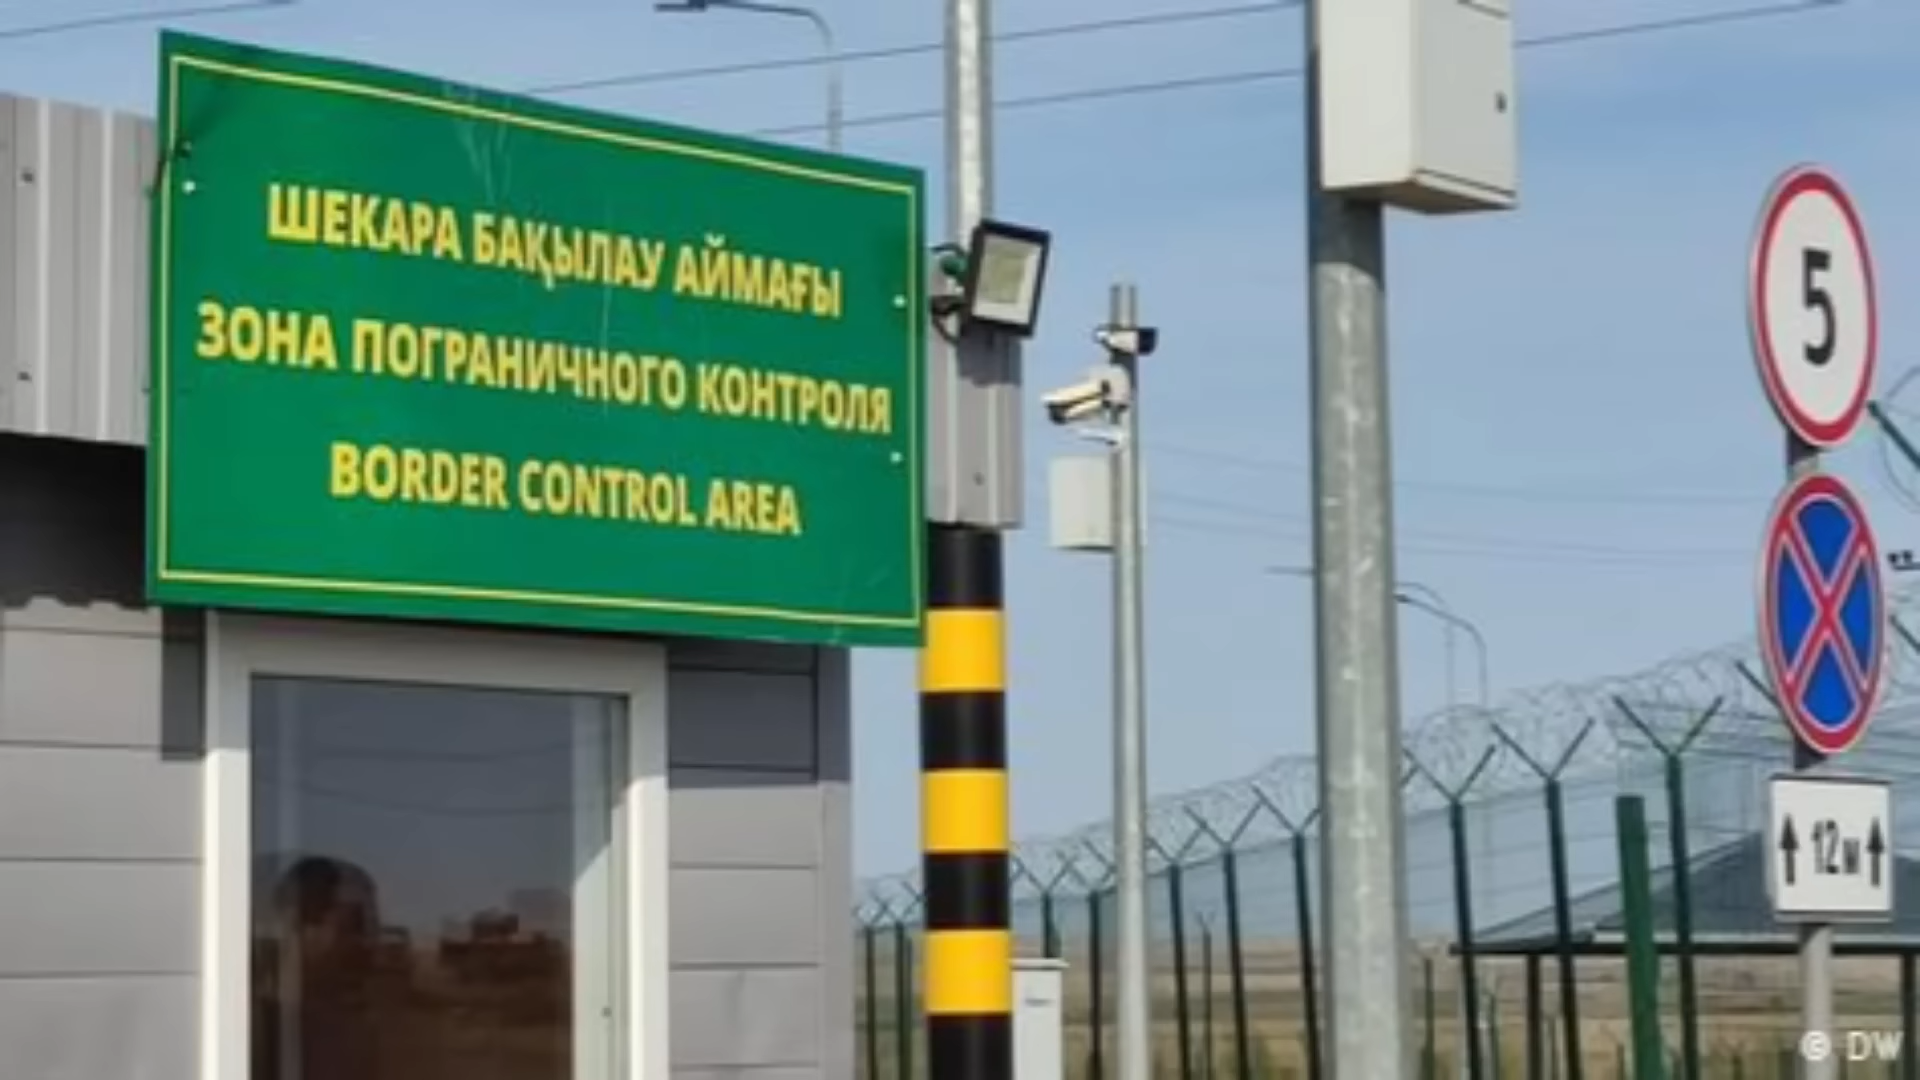 ШЕКАРА БАҚЫЛАУ АЙМАҒЫ
ЗОНА ПОГРАНИЧНОГО КОНТРОЛЯ
BORDER CONTROL AREA
5
12м
© DW